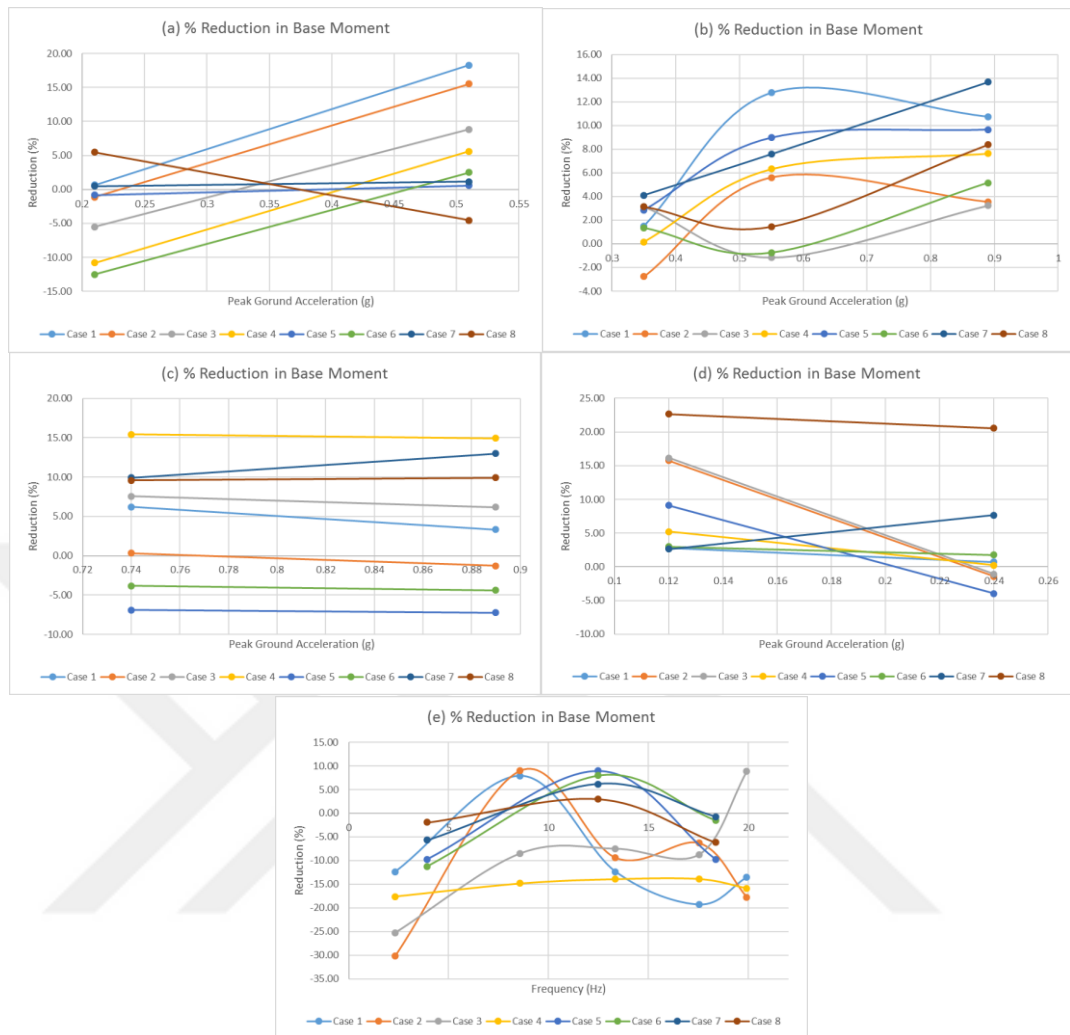 (a) % Reduction in Base Moment
20.00
15.00
10.00
5.00
0.00
-5.00
-10.00
-15.00
0.2 0.25 0.3 0.35 0.4 0.45 0.5 0.55
Reduction (%)
Peak Gorund Acceleration (g)
Case 1 Case 2 Case 3 Case 4 Case 5 Case 6 Case 7 Case 8
(b) % Reduction in Base Moment
16.00
14.00
12.00
10.00
8.00
6.00
4.00
2.00
0.00
-2.00
-4.00
0.3 0.4 0.5 0.6 0.7 0.8 0.9 1
Reduction (%)
Peak Ground Acceleration (g)
Case 1 Case 2 Case 3 Case 4 Case 5 Case 6 Case 7 Case 8
(c) % Reduction in Base Moment
20.00
15.00
10.00
5.00
0.00
-5.00
-10.00
0.72 0.74 0.76 0.78 0.8 0.82 0.84 0.86 0.88 0.9
Reduction (%)
Peak Ground Acceleration (g)
Case 1 Case 2 Case 3 Case 4 Case 5 Case 6 Case 7 Case 8
(d) % Reduction in Base Moment
25.00
20.00
15.00
10.00
5.00
0.00
-5.00
-10.00
0.1 0.12 0.14 0.16 0.18 0.2 0.22 0.24 0.26
Reduction (%)
Peak Ground Acceleration (g)
Case 1 Case 2 Case 3 Case 4 Case 5 Case 6 Case 7 Case 8
(e) % Reduction in Base Moment
15.00
10.00
5.00
0.00
-5.00
-10.00
-15.00
-20.00
-25.00
-30.00
-35.00
0 5 10 15 20
Reduction (%)
Frequency (Hz)
Case 1 Case 2 Case 3 Case 4 Case 5 Case 6 Case 7 Case 8